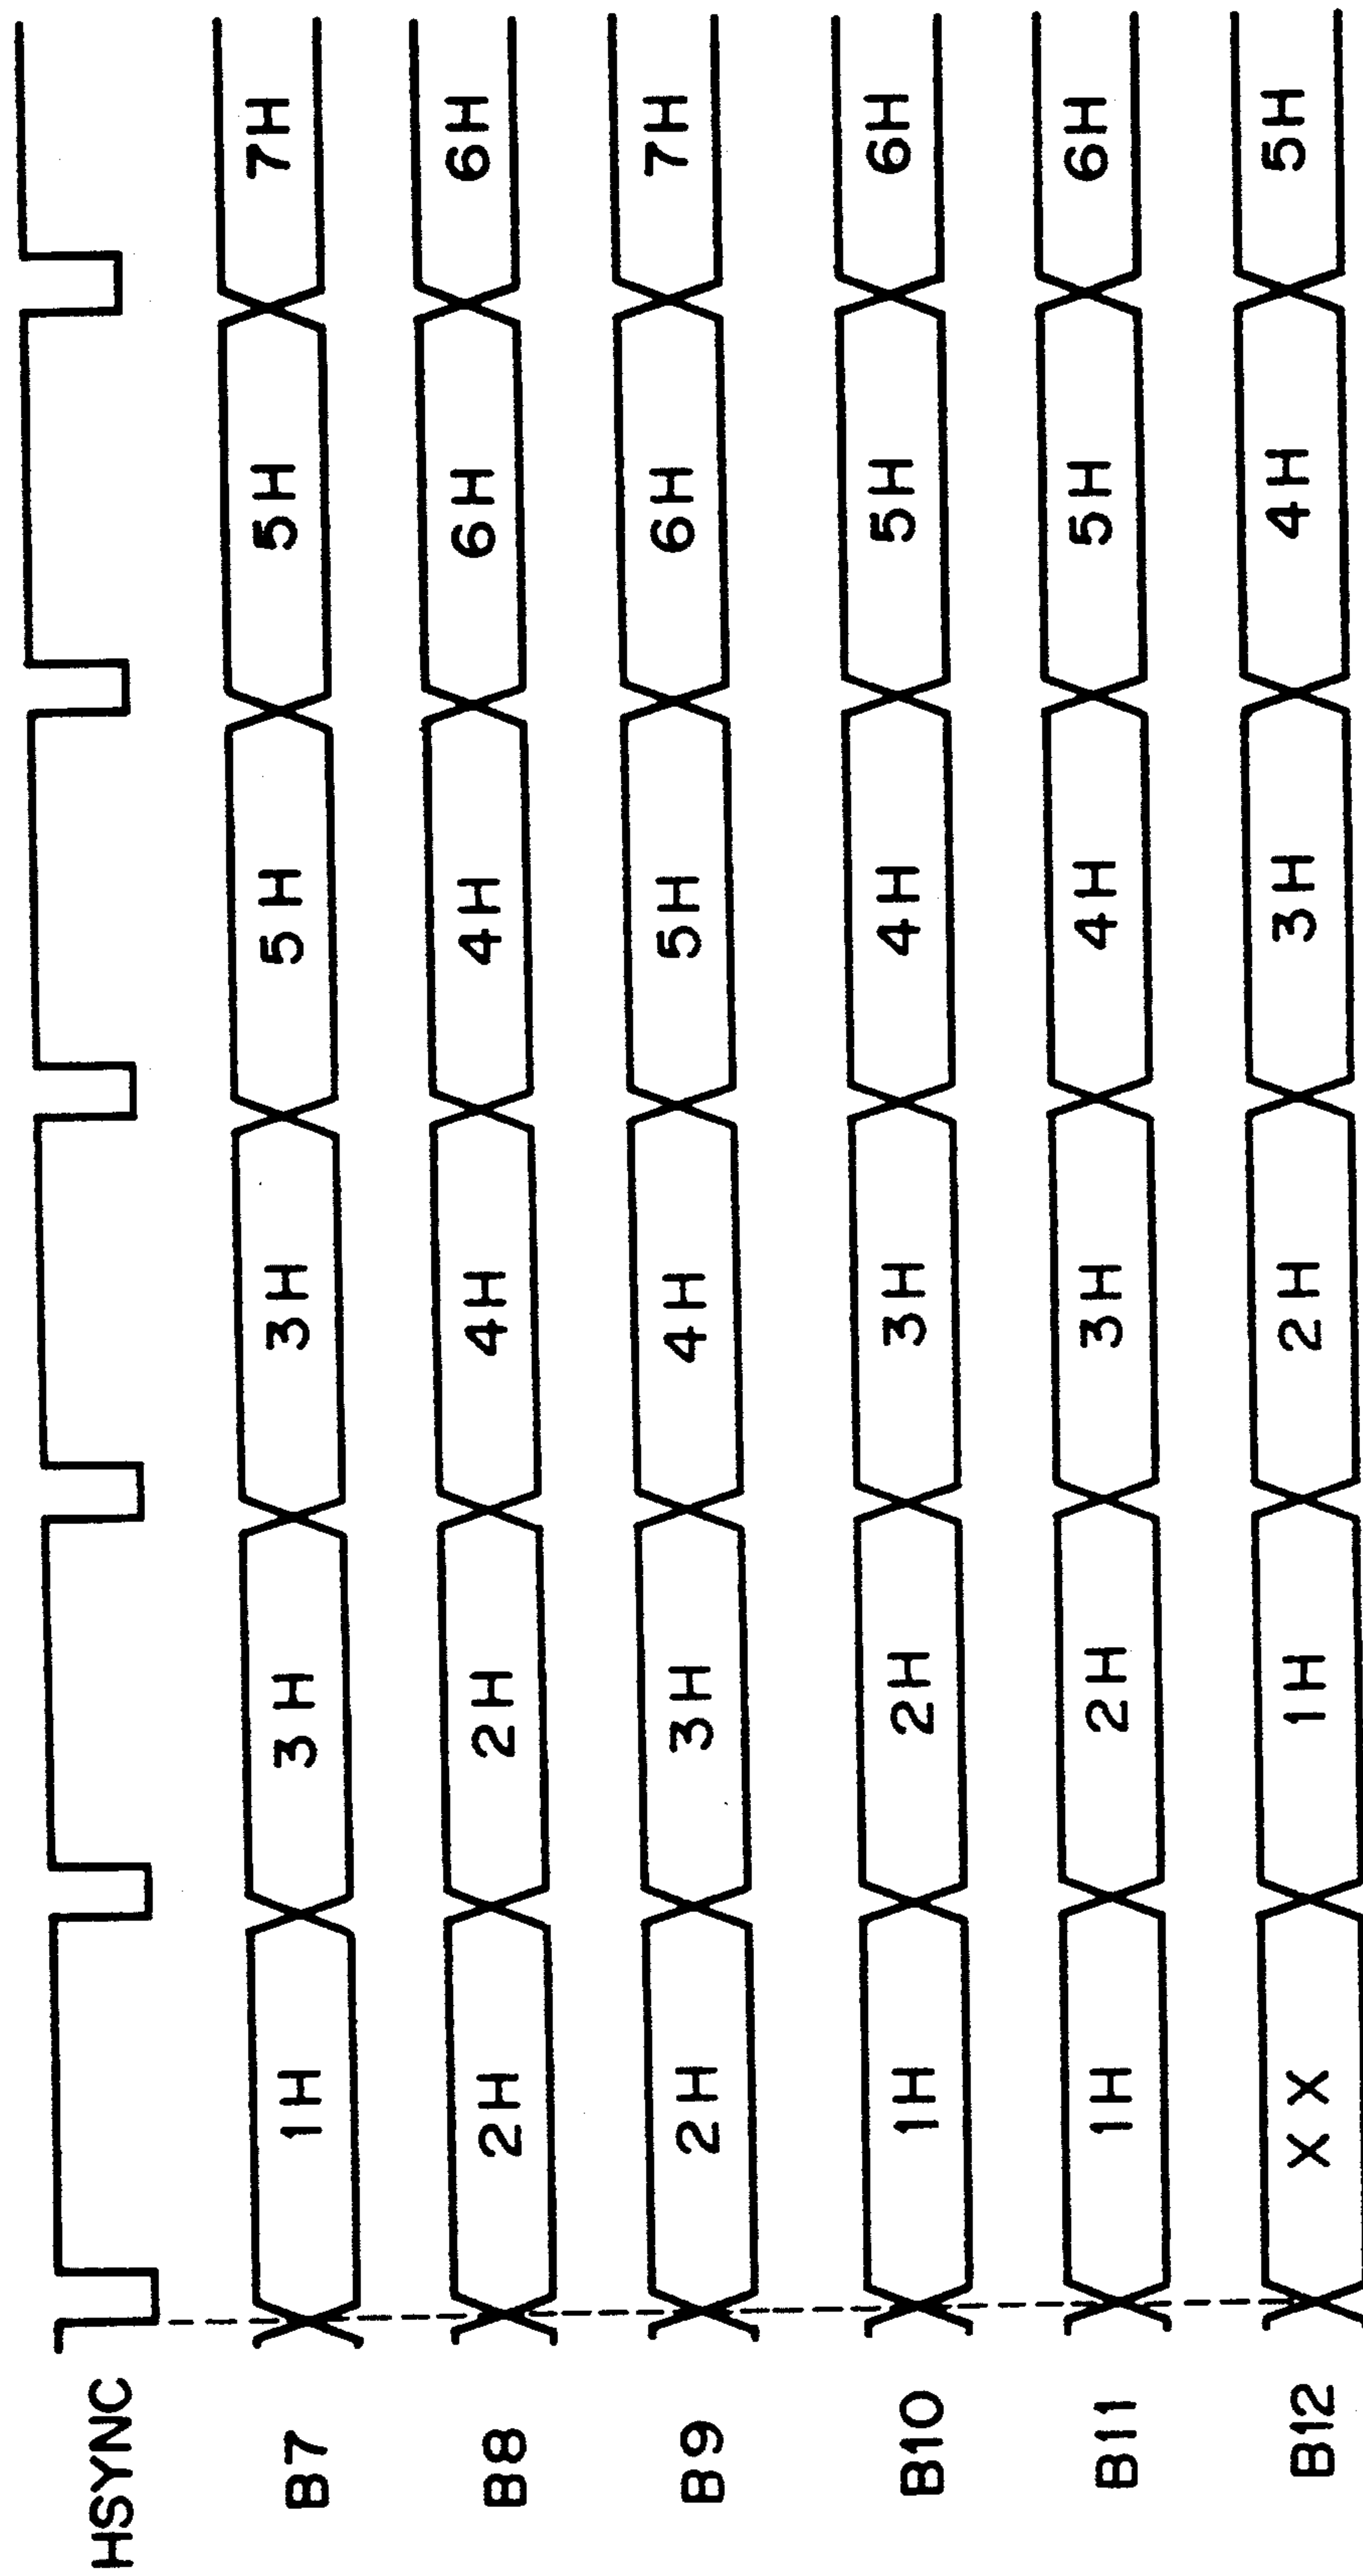 HSYNC
B7 1H 3H 3H 5H 5H 7H
B8 2H 2H 4H 4H 6H 6H
B9 2H 3H 4H 5H 6H 7H
B10 1H 2H 3H 4H 5H 6H
B11 1H 2H 3H 4H 5H 6H
B12 XX 1H 2H 3H 4H 5H